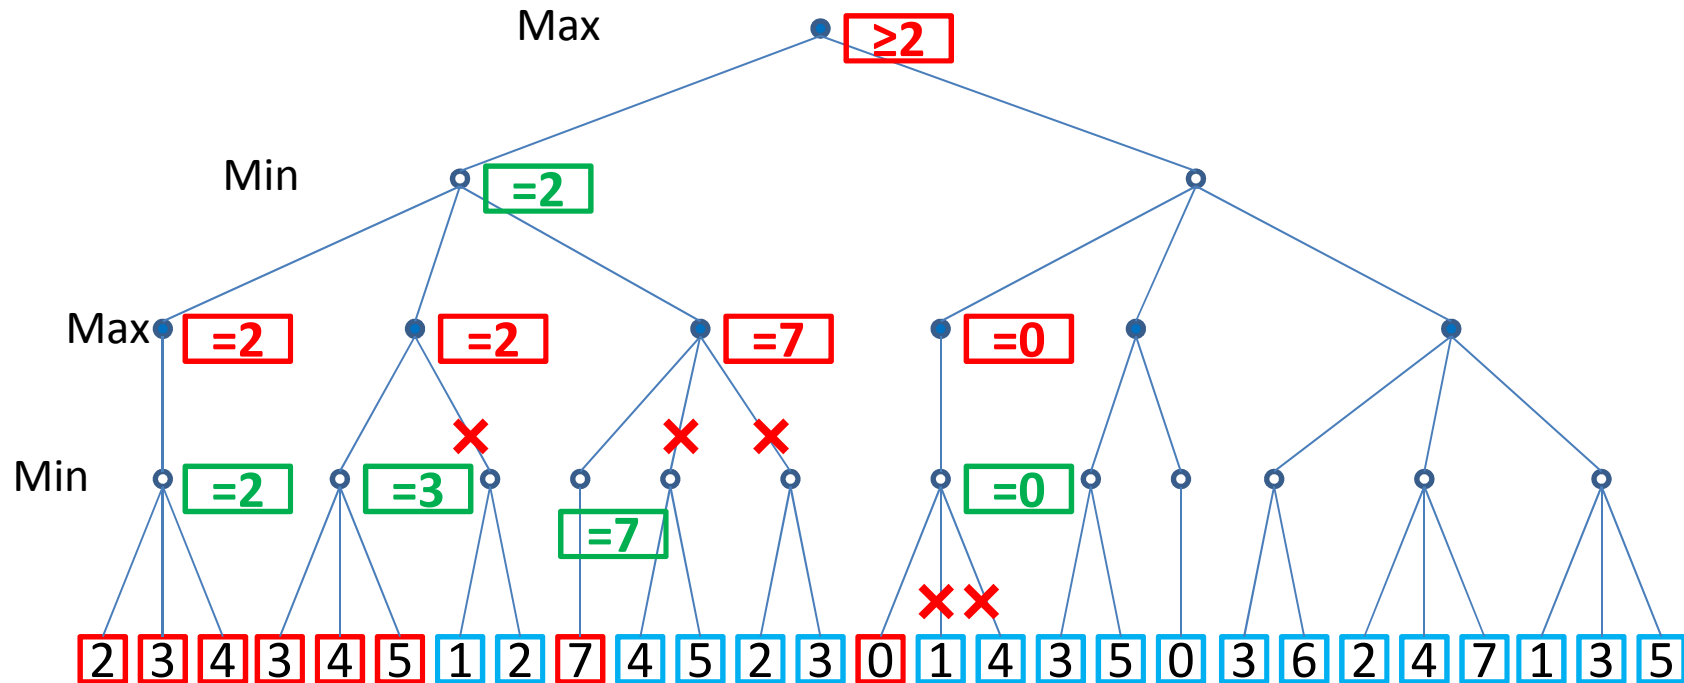 Max ≥2
Min =2
Max =2 =2 =7 =0
Min =2 =3 =0
=7
2 3 4 3 4 5 1 2 7 4 5 2 3 0 1 4 3 5 0 3 6 2 4 7 1 3 5